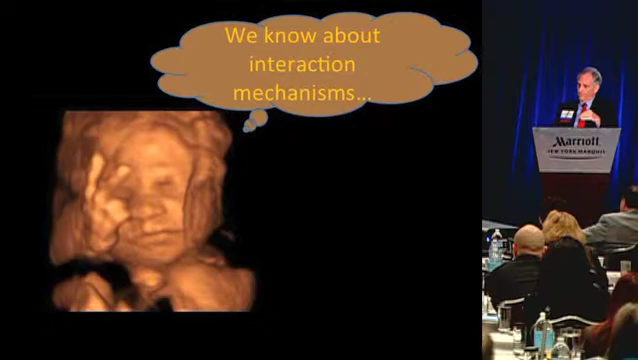 We know about
interaction
mechanisms...
Marriott
NEW YORK MARQUIS